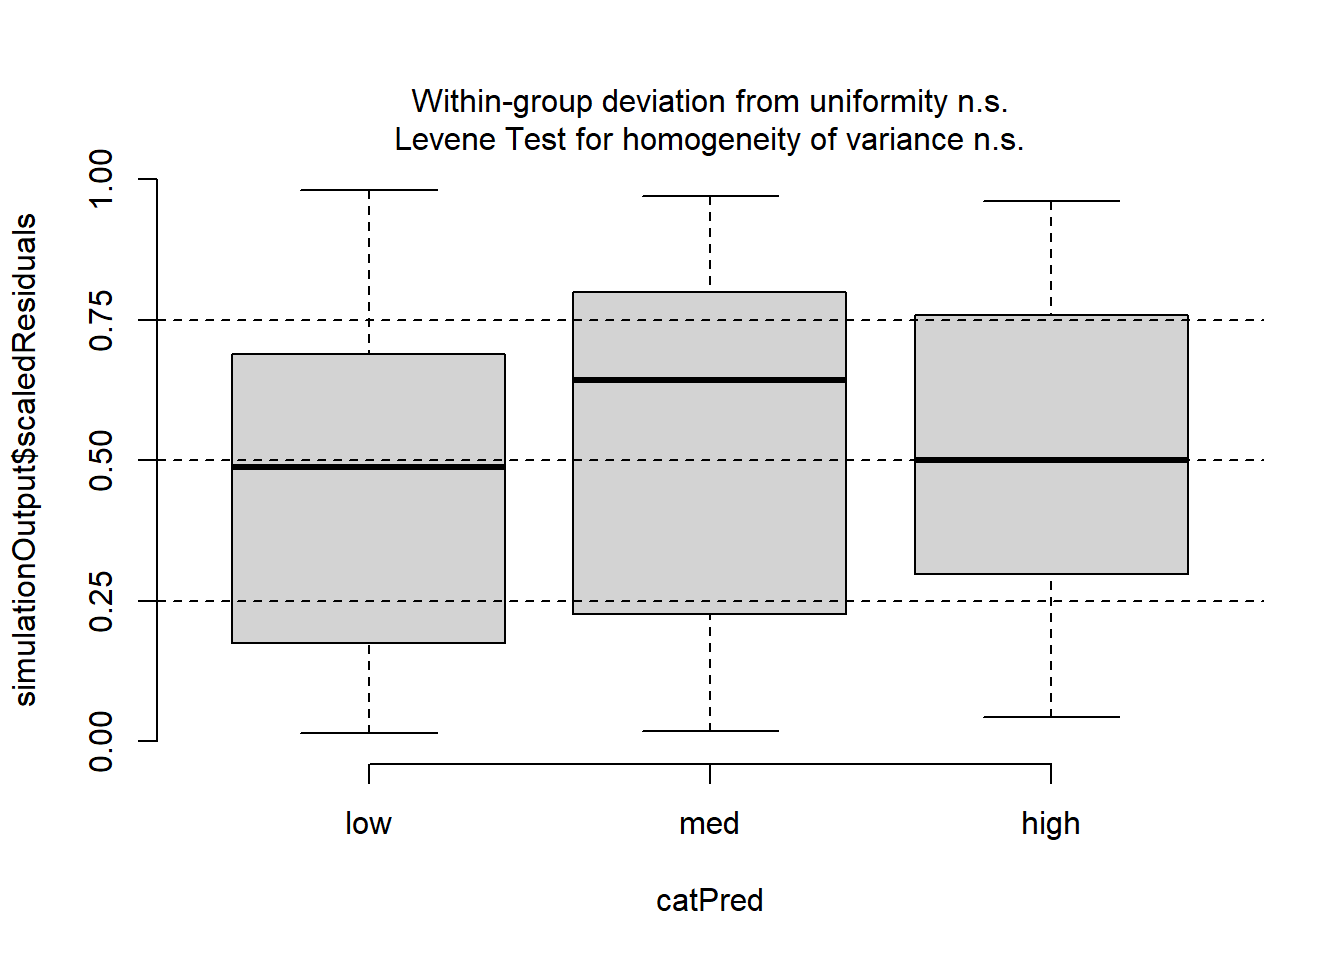 Within-group deviation from uniformity n.s.
Levene Test for homogeneity of variance n.s.
simulationOutput$scaledResiduals
1.00
0.75
0.50
0.25
0.00
low med high
catPred